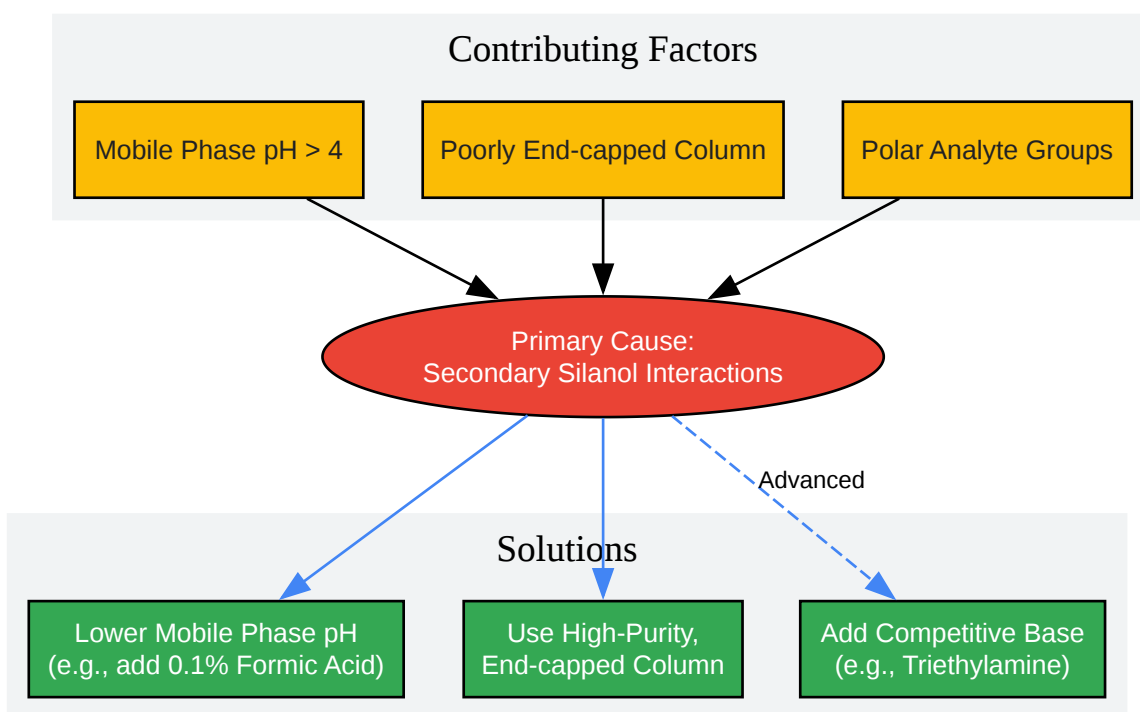 Contributing Factors
Mobile Phase pH > 4
Poorly End-capped Column
Polar Analyte Groups
Primary Cause:
Secondary Silanol Interactions
Advanced
Solutions
Lower Mobile Phase pH
(e.g., add 0.1% Formic Acid)
Use High-Purity,
End-capped Column
Add Competitive Base
(e.g., Triethylamine)